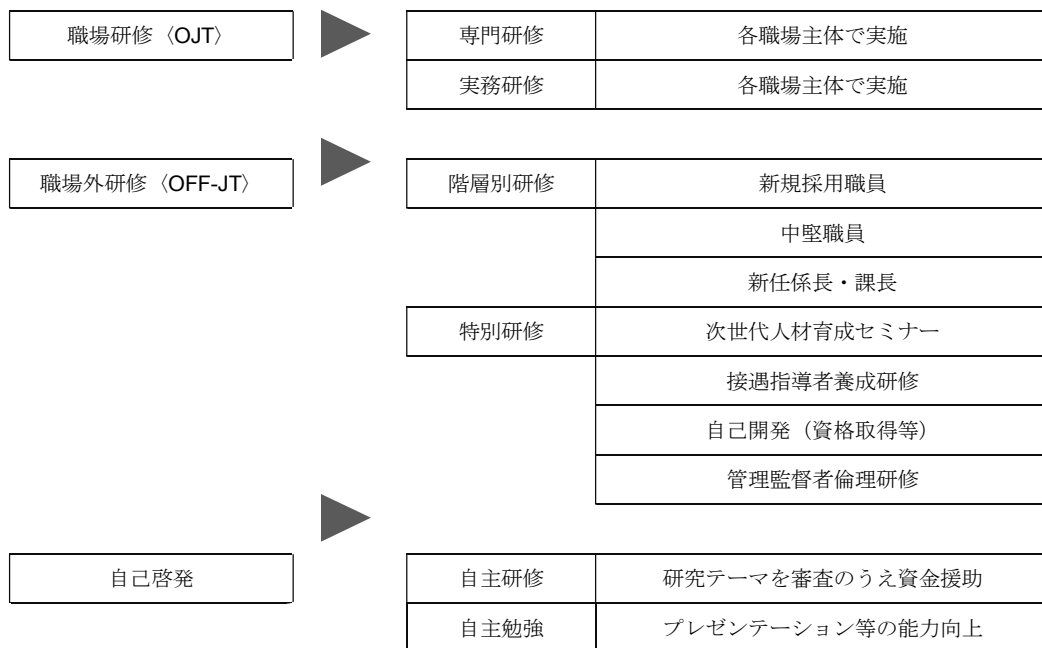 職場研修〈OJT〉 専門研修 各職場主体で実施
実務研修 各職場主体で実施
職場外研修〈OFF-JT〉 階層別研修 新規採用職員
中堅職員
新任係長・課長
特別研修 次世代人材育成セミナー
接遇指導者養成研修
自己開発（資格取得等）
管理監督者倫理研修
自己啓発 自主研修 研究テーマを審査のうえ資金援助
自主勉強 プレゼンテーション等の能力向上